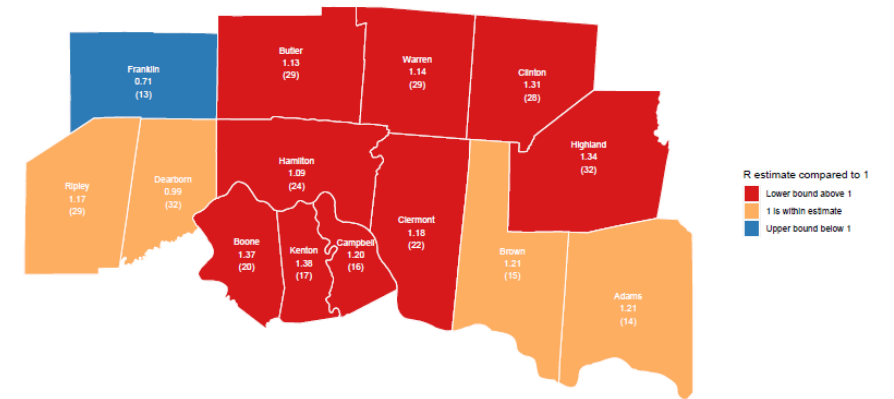 Butler
1.13
(29)
Warren
1.14
(29)
Clinton
1.31
(28)
Franklin
0.71
(13)
Highland
1.34
(32)
Hamilton
1.09
(24)
Ripley
1.17
(29)
Dearborn
0.99
(32)
Clermont
1.18
(22)
Boone
1.37
(20)
Kenton
1.38
(17)
Campbell
1.20
(16)
Brown
1.21
(15)
Adams
1.21
(14)
R estimate compared to 1
Lower bound above 1
1 is within estimate
Upper bound below 1